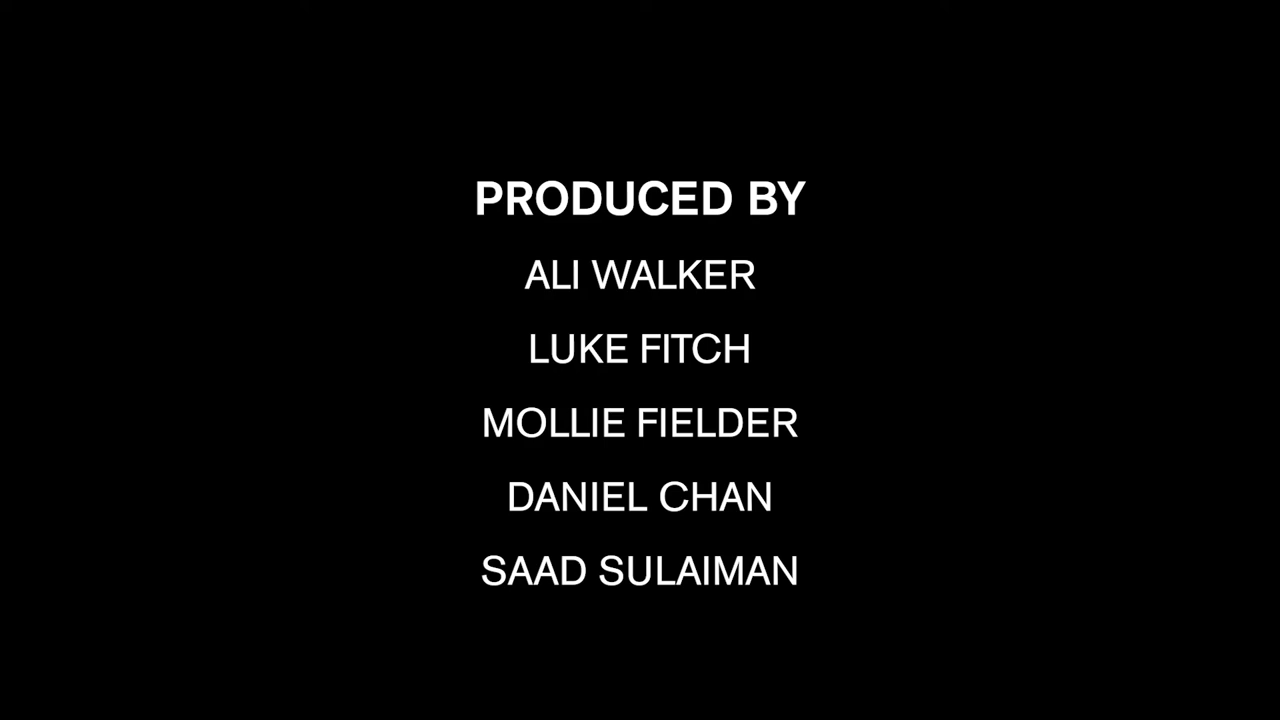 PRODUCED BY
ALI WALKER
LUKE FITCH
MOLLIE FIELDER
DANIEL CHAN
SAAD SULAIMAN